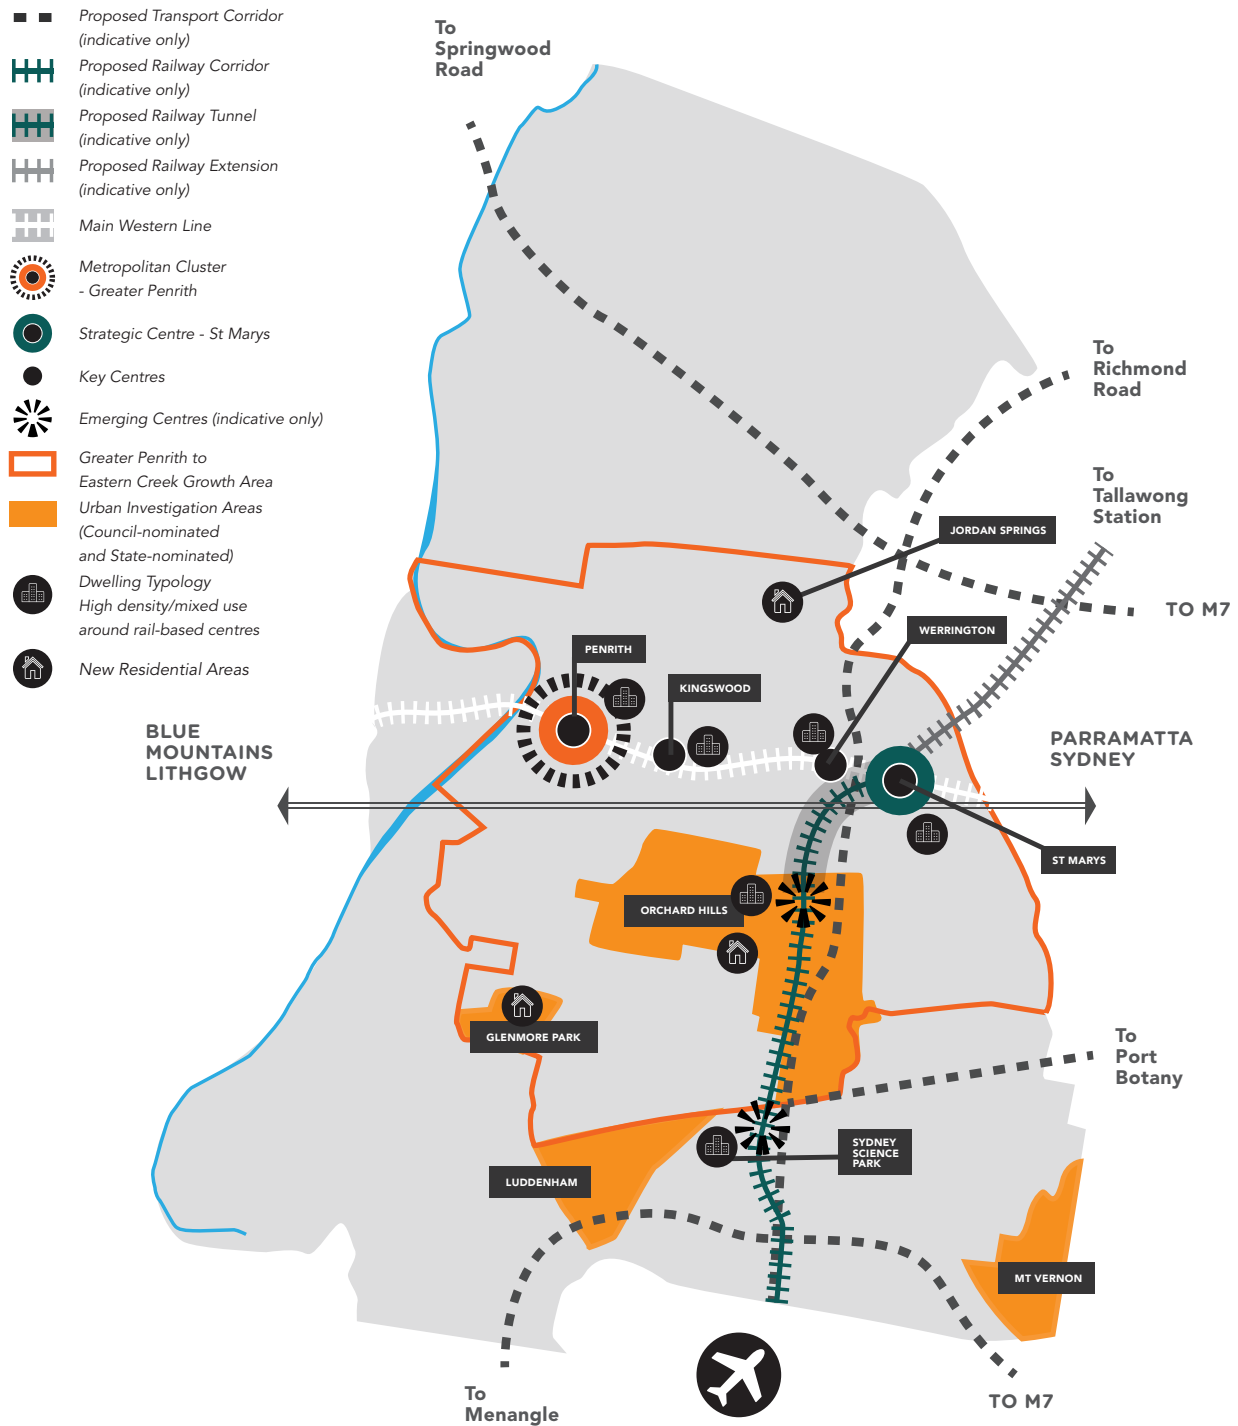 Proposed Transport Corridor
(indicative only)
Proposed Railway Corridor
(indicative only)
Proposed Railway Tunnel
(indicative only)
Proposed Railway Extension
(indicative only)
Main Western Line
Metropolitan Cluster
- Greater Penrith
Strategic Centre - St Marys
Key Centres
Emerging Centres (indicative only)
Greater Penrith to
Eastern Creek Growth Area
Urban Investigation Areas
(Council-nominated
and State-nominated)
Dwelling Typology
High density/mixed use
around rail-based centres
New Residential Areas
To
Springwood
Road
To
Richmond
Road
To
Tallawong
Station
JORDAN SPRINGS
TO M7
WERRINGTON
PENRITH
KINGSWOOD
BLUE
MOUNTAINS
LITHGOW
PARRAMATTA
SYDNEY
ST MARYS
ORCHARD HILLS
GLENMORE PARK
To
Port
Botany
SYDNEY
SCIENCE
PARK
LUDDENHAM
MT VERNON
To
Menangle
TO M7